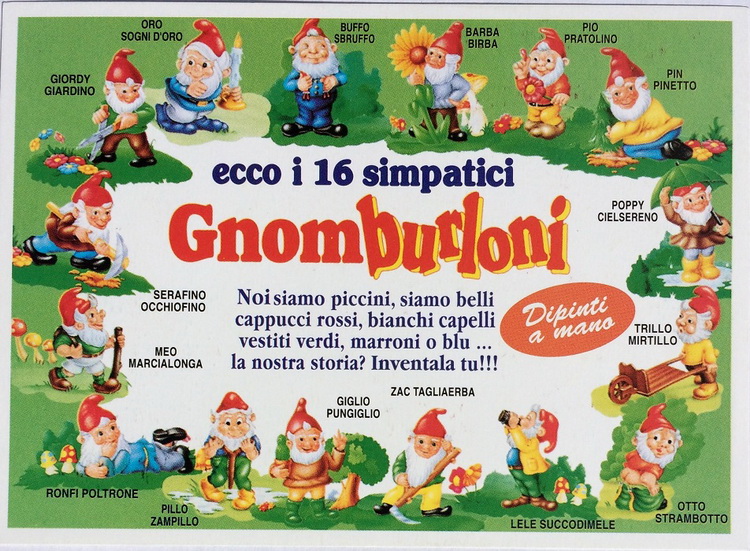 ORO
SOGNI D'ORO
BUFFO
SBRUFFO
BARBA
BIRBA
PIO
PRATOLINO
GIORDY
GIARDINO
PIN
PINETTO
ecco i 16 simpatici
Gnomburloni
POPPY
CIELSERENO
SERAFINO
OCCHIOFINO
Noi siamo piccini, siamo belli
cappucci rossi, bianchi capelli
vestiti verdi, marroni o blu ...
la nostra storia? Inventala tu!!!
Dipinti
a mano
TRILLO
MIRTILLO
MEO
MARCIALONGA
GIGLIO
PUNGIGLIO
ZAC TAGLIAERBA
RONFI POLTRONE
PILLO
ZAMPILLO
LELE SUCCODIMELE
OTTO
STRAMBOTTO